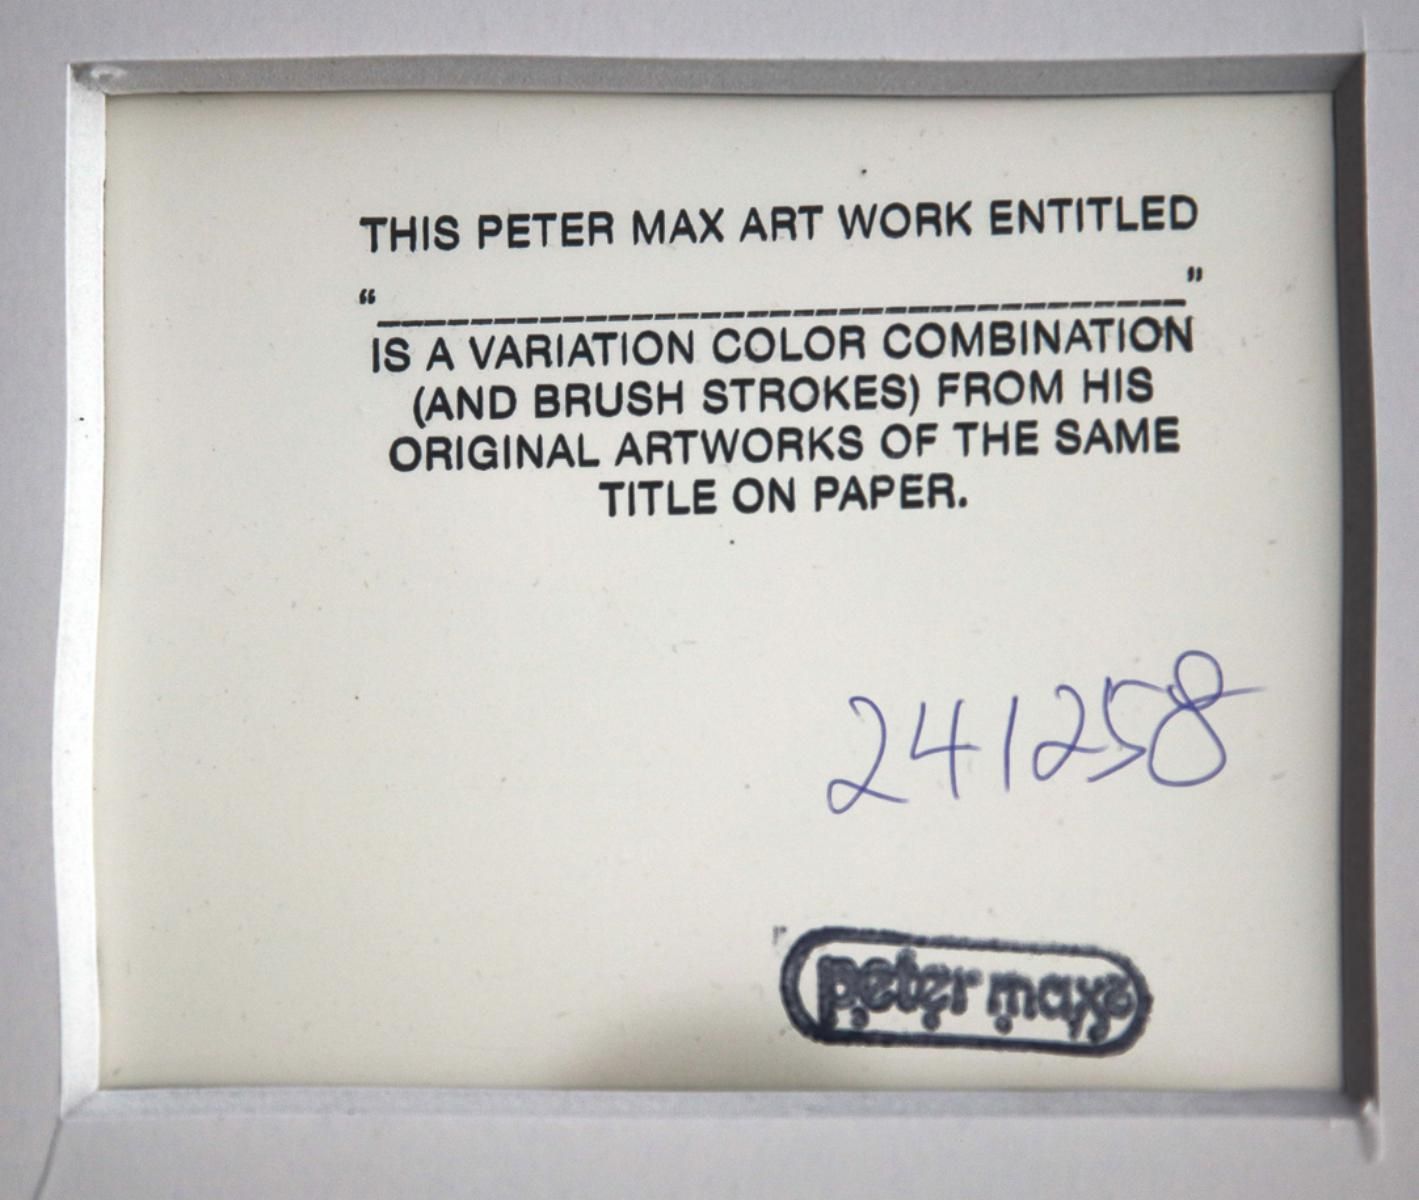 THIS PETER MAX ART WORK ENTITLED
“____________________________________”
IS A VARIATION COLOR COMBINATION
(AND BRUSH STROKES) FROM HIS
ORIGINAL ARTWORKS OF THE SAME
TITLE ON PAPER.
241258
peter max